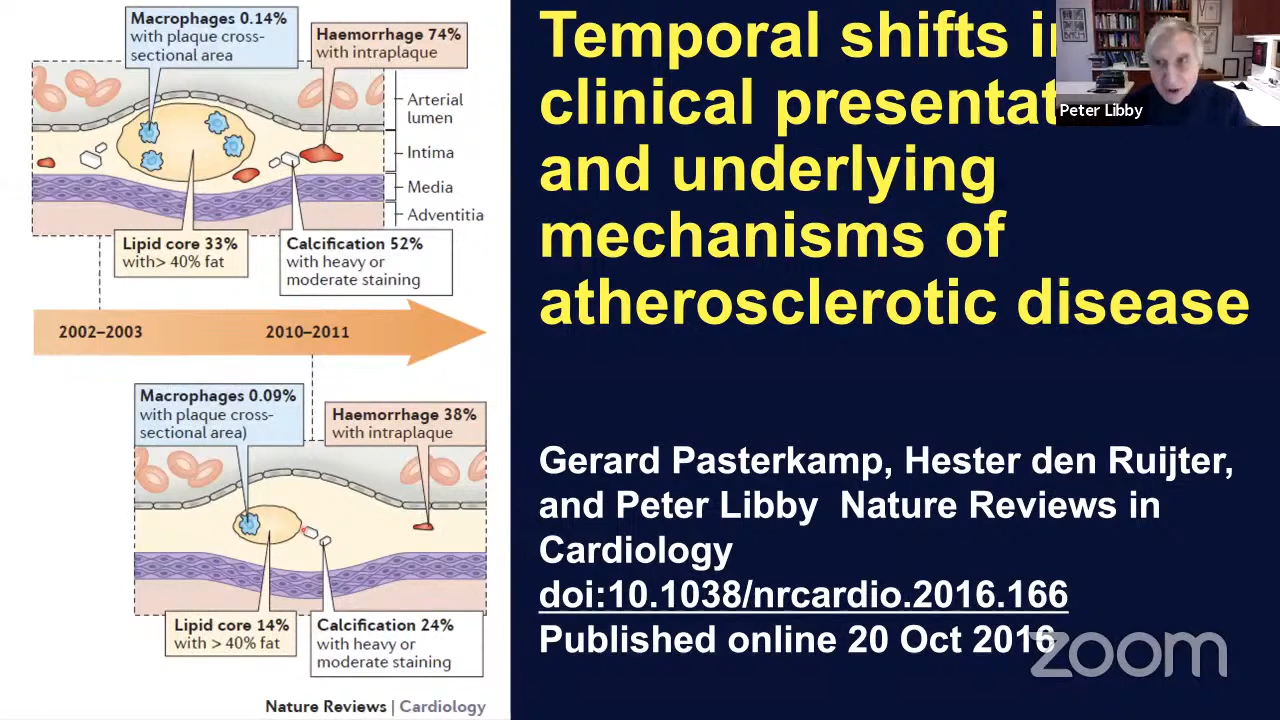 Macrophages 0.14%
with plaque cross-
sectional area
Haemorrhage 74%
with intraplaque
Arterial
lumen
Intima
Media
Adventitia
Lipid core 33%
with> 40% fat
Calcification 52%
with heavy or
moderate staining
2002–2003
2010–2011
Macrophages 0.09%
with plaque cross-
sectional area)
Haemorrhage 38%
with intraplaque
Lipid core 14%
with > 40% fat
Calcification 24%
with heavy or
moderate staining
Nature Reviews | Cardiology
Temporal shifts
clinical
and underlying
mechanisms of
atherosclerotic disease
Peter Libby
Gerard Pasterkamp, Hester den Ruijter,
and Peter Libby Nature Reviews in
Cardiology
doi:10.1038/nrcardio.2016.166
Published online 20 Oct 2016
zoom